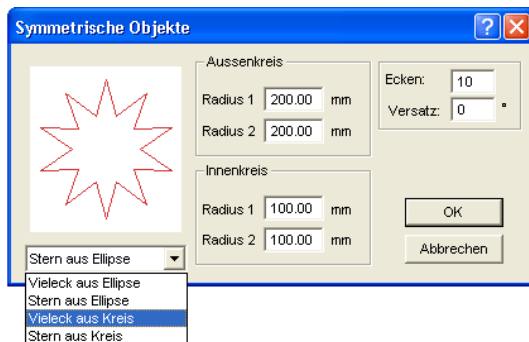 Symmetrische Objekte
Aussenkreis
Radius 1 200.00 mm
Radius 2 200.00 mm
Ecken: 10
Versatz: 0 °
Innenkreis
Radius 1 100.00 mm
Radius 2 100.00 mm
OK
Abbrechen
Stern aus Ellipse
Vieleck aus Ellipse
Stern aus Ellipse
Vieleck aus Kreis
Stern aus Kreis